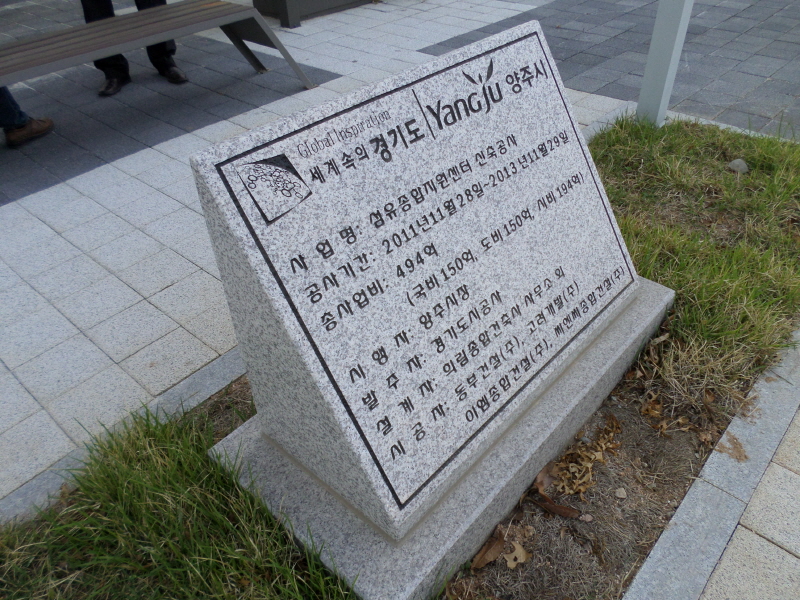 Global Inspiration
세계속의 경기도 | Yangju 양주시
사 업 명: 섬유종합지원센터 신축공사
공사기간: 2011년11월28일~2013년11월29일
총사업비: 494억
(국비150억, 도비150억, 시비194억)
시 행 자: 양주시장
발 주 자: 경기도시공사
설 계 자: 의림종합건축사 사무소 외
시 공 사: 동부건설(주), 고려개발(주)
이엠종합건설(주), 씨엔씨종합건설(주)